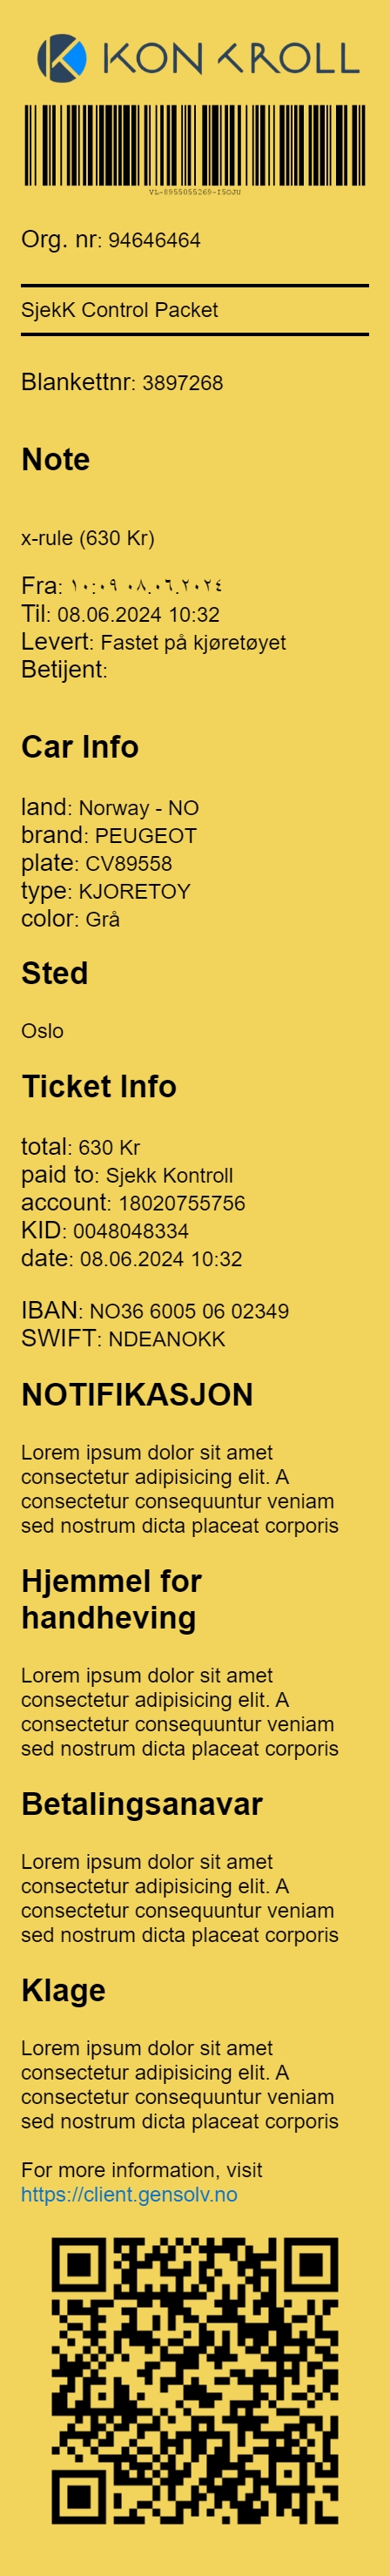 KONTROLL
VL-8955055269-I5OJU
Org. nr: 94646464
SjekK Control Packet
Blankettnr: 3897268
Note
x-rule (630 Kr)
Fra: ١٠:٠٩ ٠٨.٠٦.٢٠٢٤
Til: 08.06.2024 10:32
Levert: Fastet på kjøretøyet
Betijent:
Car Info
land: Norway - NO
brand: PEUGEOT
plate: CV89558
type: KJORETOY
color: Grå
Sted
Oslo
Ticket Info
total: 630 Kr
paid to: Sjekk Kontroll
account: 18020755756
KID: 0048048334
date: 08.06.2024 10:32
IBAN: NO36 6005 06 02349
SWIFT: NDEANOKK
NOTIFIKASJON
Lorem ipsum dolor sit amet
consectetur adipisicing elit. A
consectetur consequuntur veniam
sed nostrum dicta placeat corporis
Hjemmel for
handheving
Lorem ipsum dolor sit amet
consectetur adipisicing elit. A
consectetur consequuntur veniam
sed nostrum dicta placeat corporis
Betalingsanavar
Lorem ipsum dolor sit amet
consectetur adipisicing elit. A
consectetur consequuntur veniam
sed nostrum dicta placeat corporis
Klage
Lorem ipsum dolor sit amet
consectetur adipisicing elit. A
consectetur consequuntur veniam
sed nostrum dicta placeat corporis
For more information, visit
https://client.gensolv.no